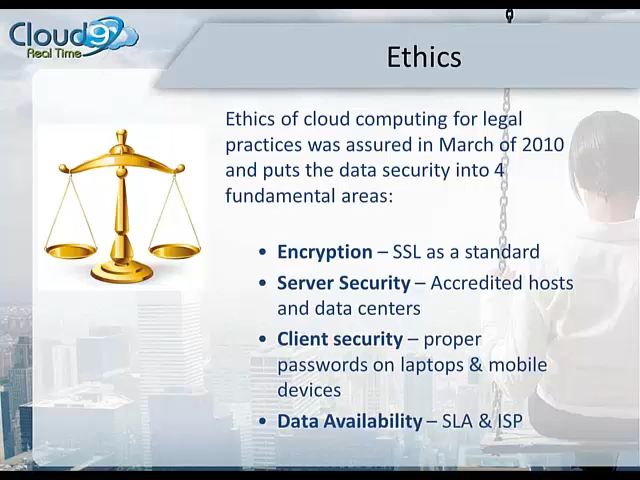 Cloud9
Real Time
Ethics
Ethics of cloud computing for legal
practices was assured in March of 2010
and puts the data security into 4
fundamental areas:
• Encryption – SSL as a standard
• Server Security – Accredited hosts
and data centers
• Client security – proper
passwords on laptops & mobile
devices
• Data Availability – SLA & ISP